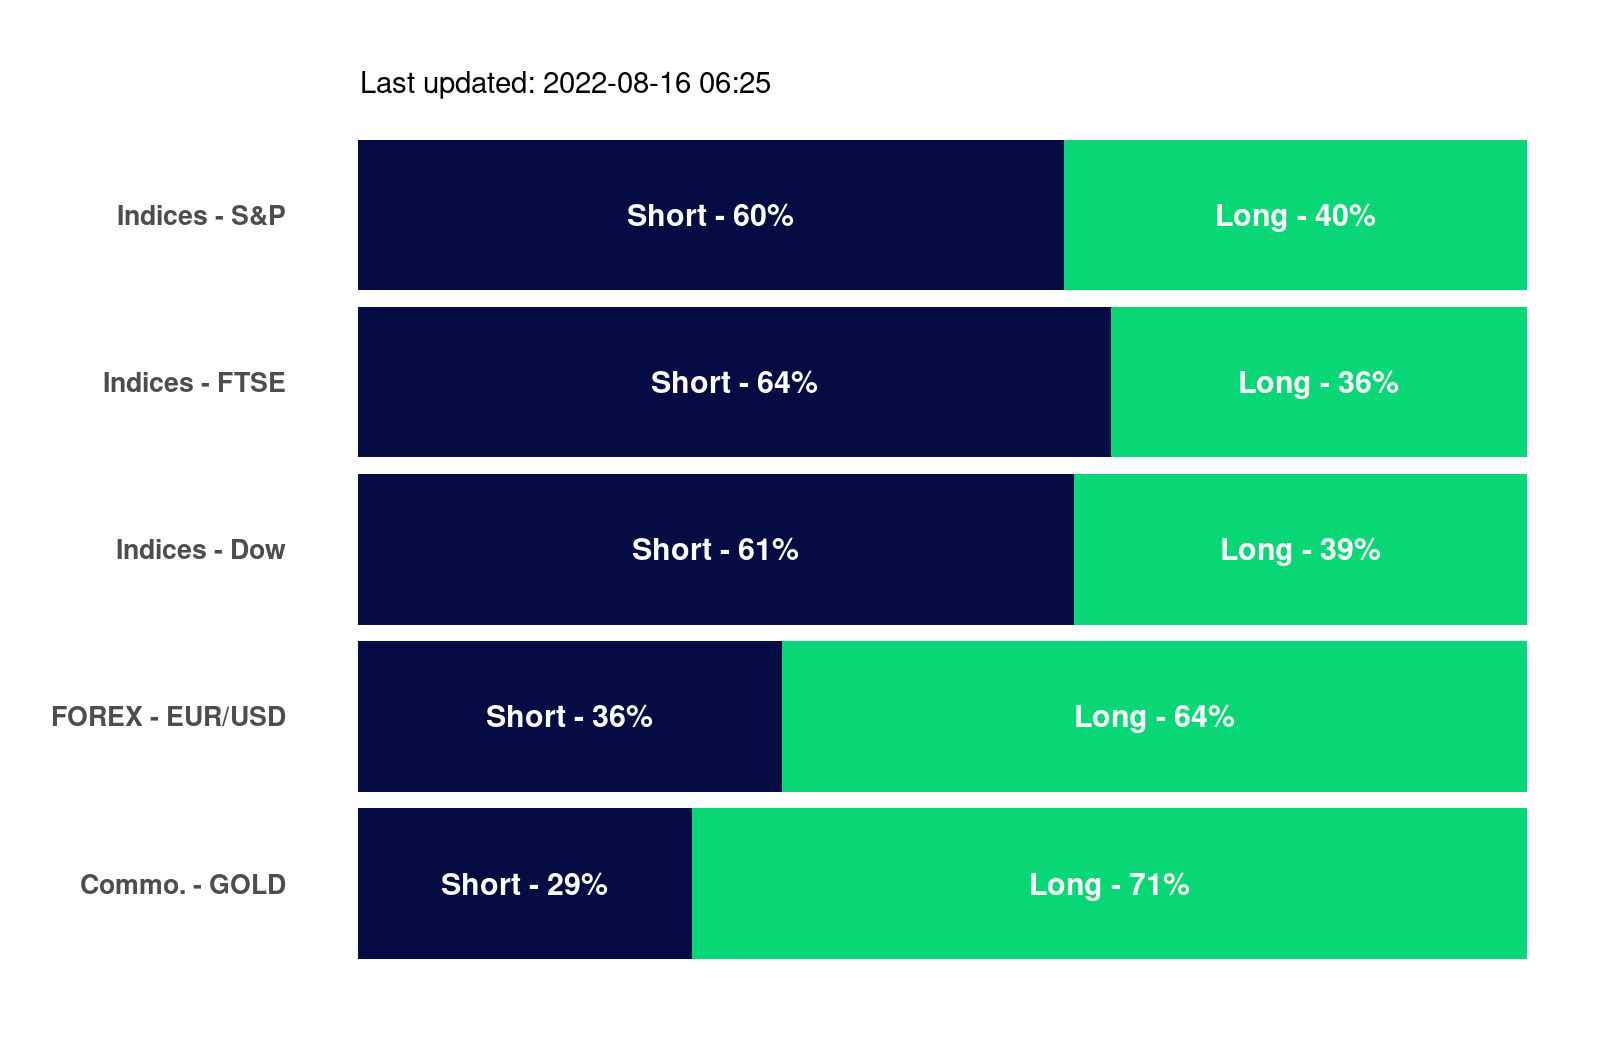 Last updated: 2022-08-16 06:25
Indices - S&P Short - 60% Long - 40%
Indices - FTSE Short - 64% Long - 36%
Indices - Dow Short - 61% Long - 39%
FOREX - EUR/USD Short - 36% Long - 64%
Commo. - GOLD Short - 29% Long - 71%